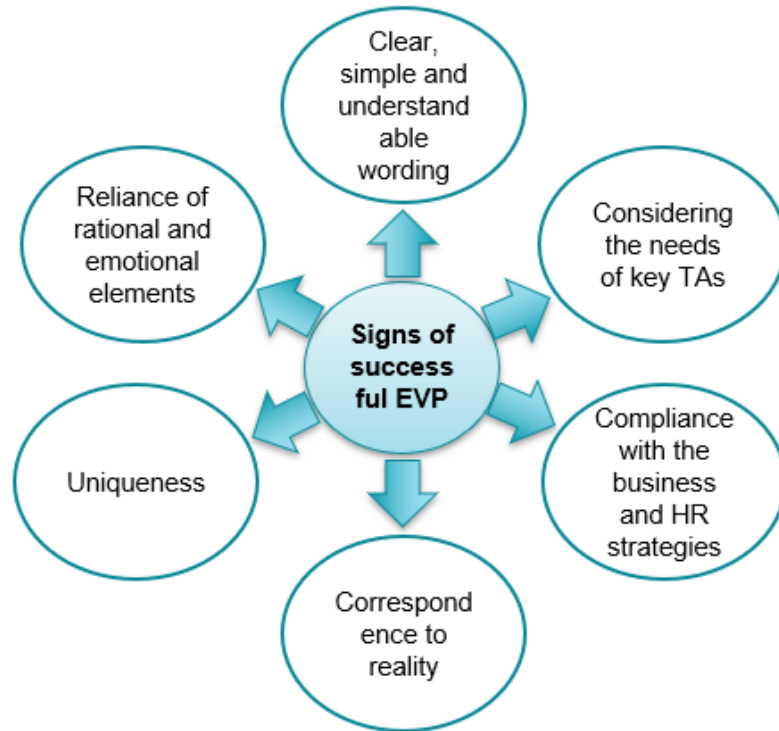 Clear,
simple and
understand
able
wording
Reliance of
rational and
emotional
elements
Considering
the needs
of key TAs
Signs of
success
ful EVP
Uniqueness
Compliance
with the
business
and HR
strategies
Correspond
ence to
reality